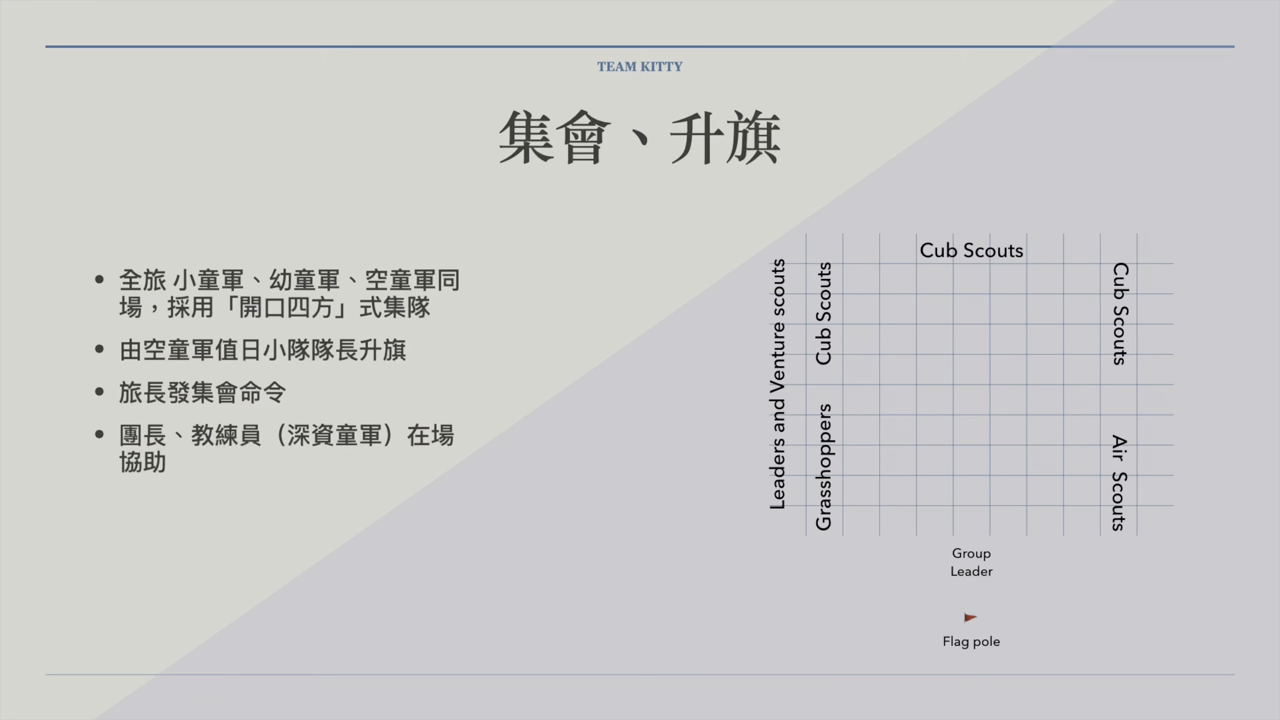 TEAM KITTY
集會、升旗
全旅 小童軍、幼童軍、空童軍同
場，採用「開口四方」式集隊
由空童軍值日小隊隊長升旗
旅長發集會命令
團長、教練員（深資童軍）在場
協助
Cub Scouts
Leaders and Venture scouts
Cub Scouts
Grasshoppers
Cub Scouts
Air Scouts
Group
Leader
Flag pole